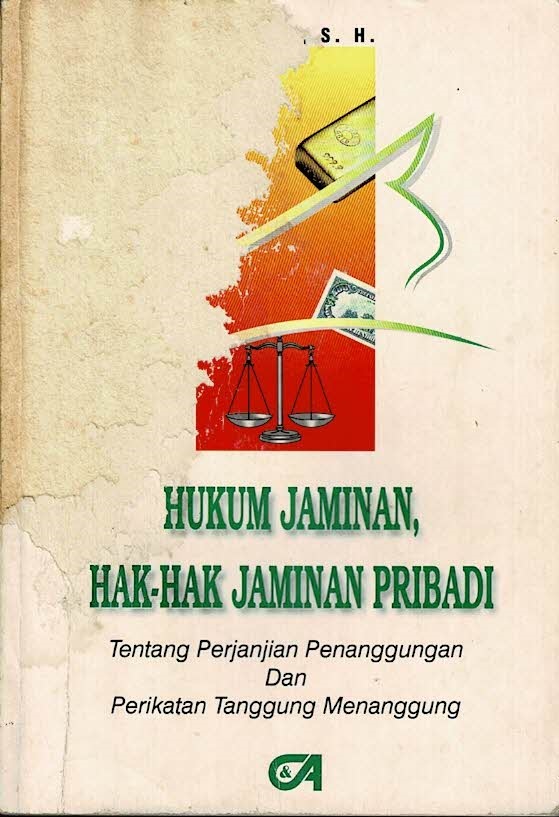 , S. H.
HUKUM JAMINAN,
HAK-HAK JAMINAN PRIBADI
Tentang Perjanjian Penanggungan
Dan
Perikatan Tanggung Menanggung
C&A